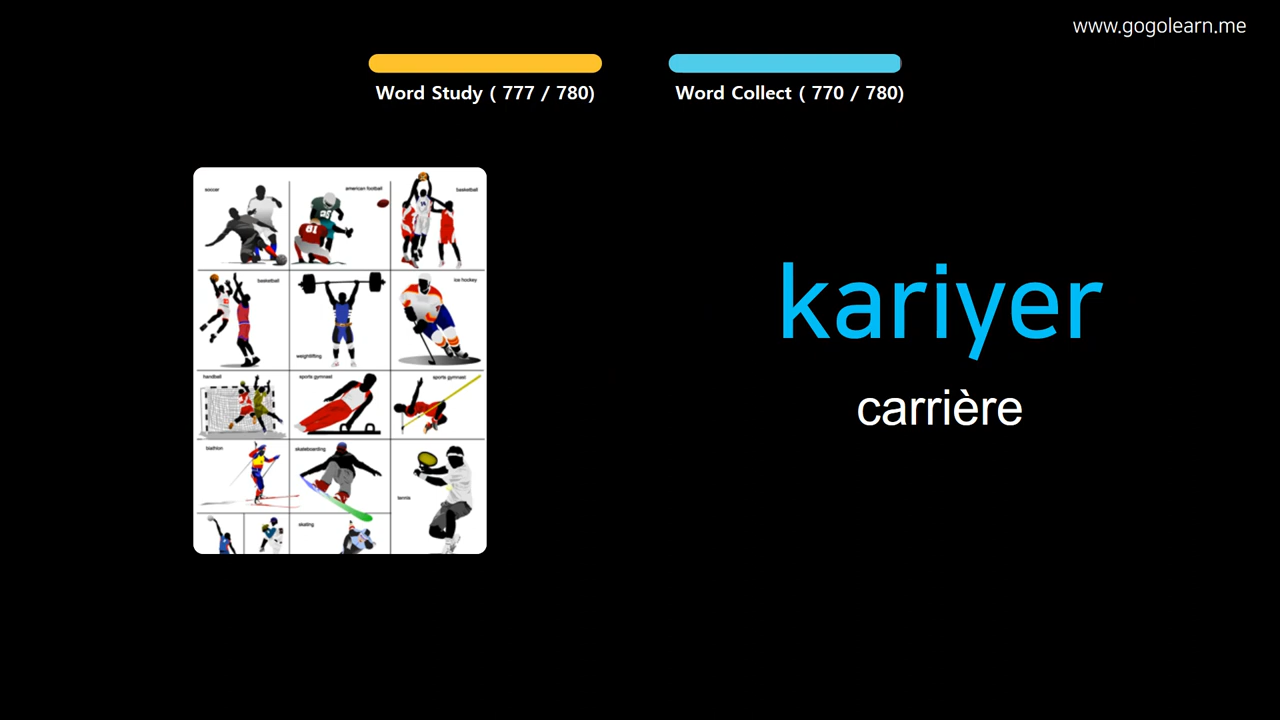 www.gogolearn.me
Word Study ( 777 / 780)
Word Collect ( 770 / 780)
soccer
american football
basketball
basketball
weightlifting
ice hockey
handball
sports gymnast
sports gymnast
biathlon
skateboarding
tennis
skating
kariyer
carrière